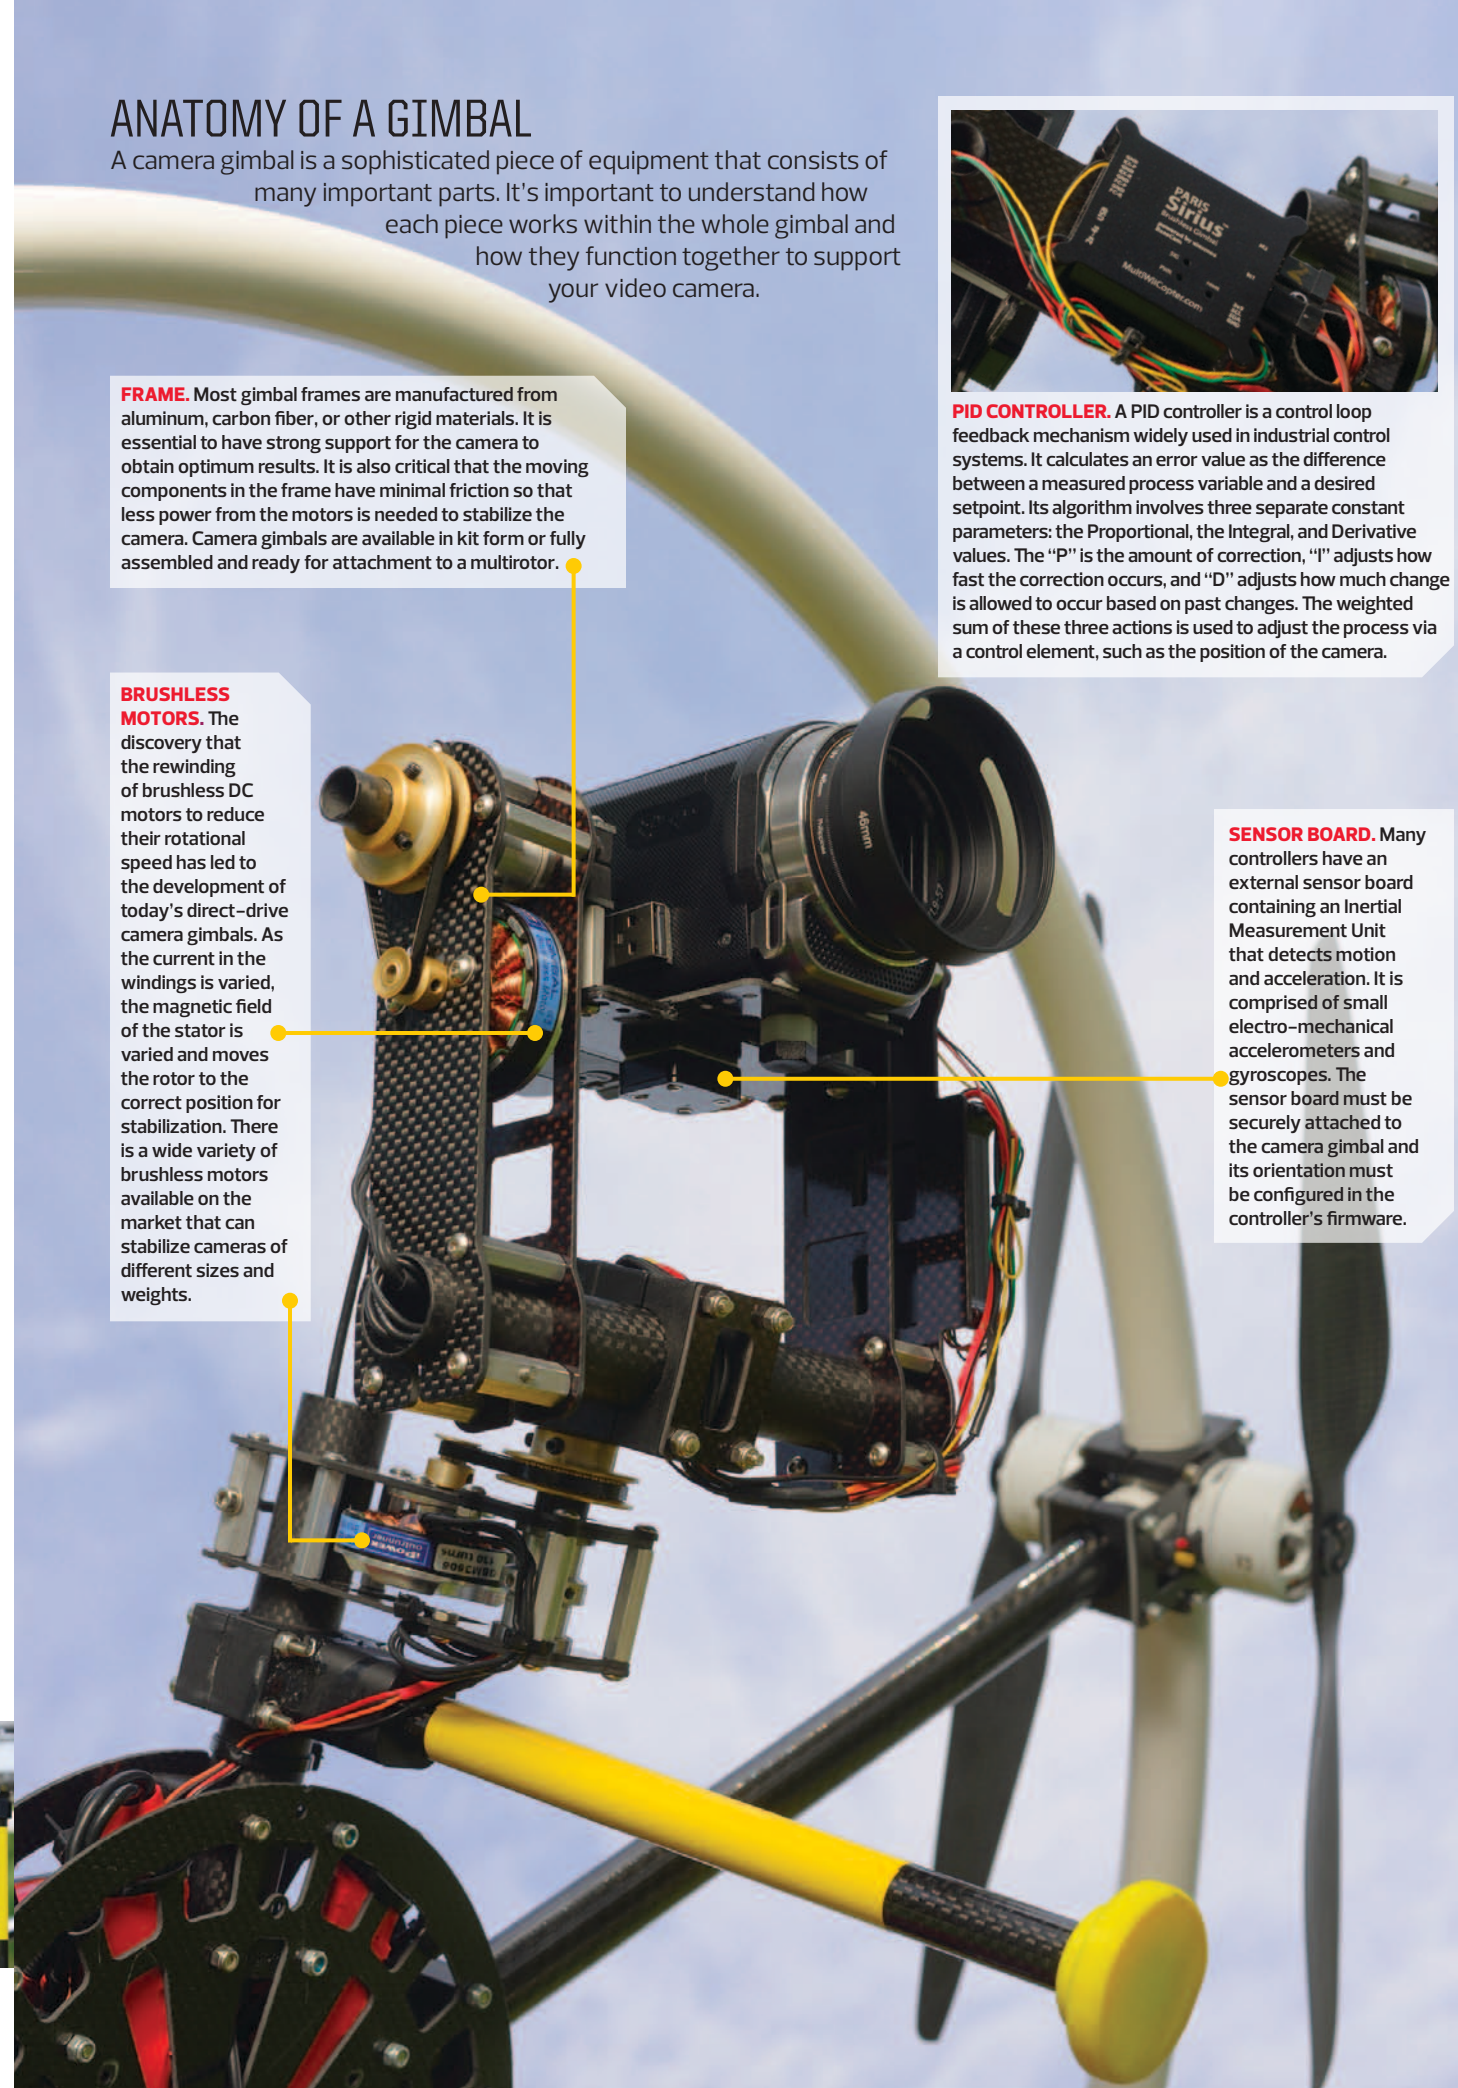 ANATOMY OF A GIMBAL
A camera gimbal is a sophisticated piece of equipment that consists of
many important parts. It's important to understand how
each piece works within the whole gimbal and
how they function together to support
your video camera.
FRAME. Most gimbal frames are manufactured from
aluminum, carbon fiber, or other rigid materials. It is
essential to have strong support for the camera to
obtain optimum results. It is also critical that the moving
components in the frame have minimal friction so that
less power from the motors is needed to stabilize the
camera. Camera gimbals are available in kit form or fully
assembled and ready for attachment to a multirotor.
PARIS
Sirius™
Brushless Gimbal
MultiWiiCopter.com
USB
PID CONTROLLER. A PID controller is a control loop
feedback mechanism widely used in industrial control
systems. It calculates an error value as the difference
between a measured process variable and a desired
setpoint. Its algorithm involves three separate constant
parameters: the Proportional, the Integral, and Derivative
values. The “P” is the amount of correction, “I” adjusts how
fast the correction occurs, and “D” adjusts how much change
is allowed to occur based on past changes. The weighted
sum of these three actions is used to adjust the process via
a control element, such as the position of the camera.
BRUSHLESS
MOTORS. The
discovery that
the rewinding
of brushless DC
motors to reduce
their rotational
speed has led to
the development of
today's direct-drive
camera gimbals. As
the current in the
windings is varied,
the magnetic field
of the stator is
varied and moves
the rotor to the
correct position for
stabilization. There
is a wide variety of
brushless motors
available on the
market that can
stabilize cameras of
different sizes and
weights.
46mm
SENSOR BOARD. Many
controllers have an
external sensor board
containing an Inertial
Measurement Unit
that detects motion
and acceleration. It is
comprised of small
electro-mechanical
accelerometers and
gyroscopes. The
sensor board must be
securely attached to
the camera gimbal and
its orientation must
be configured in the
controller's firmware.
iPower
outrunner